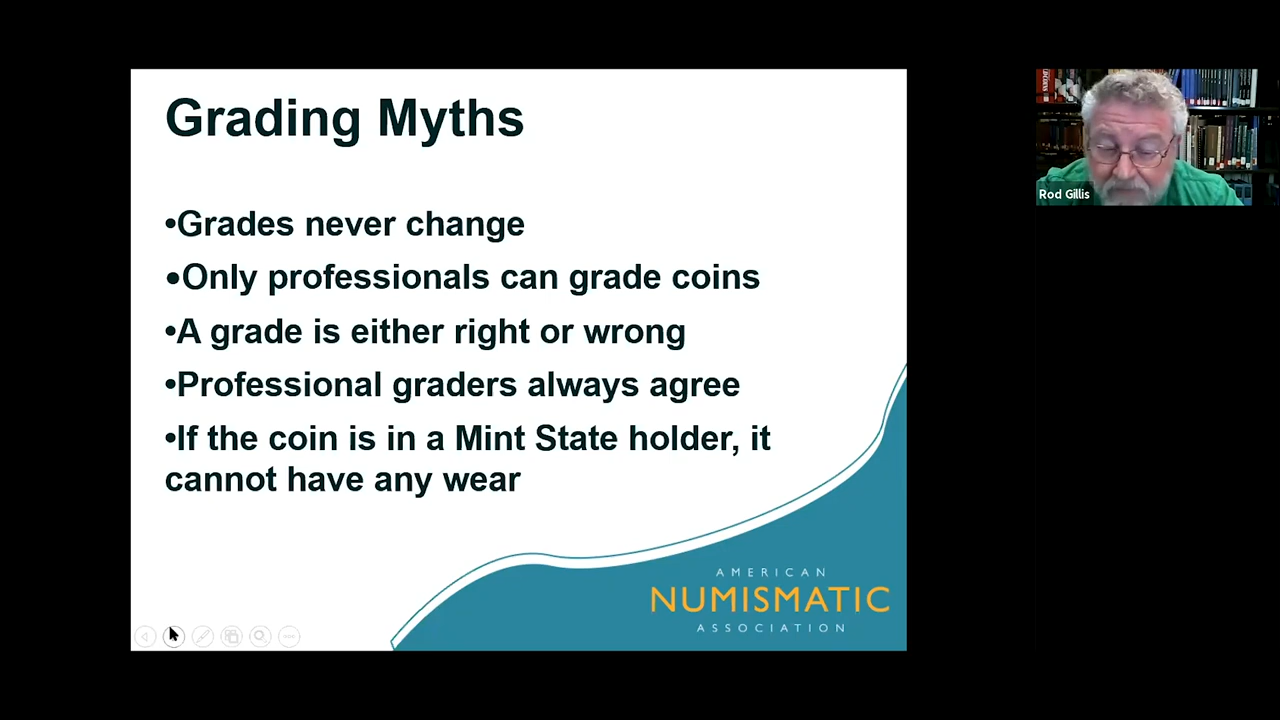 Grading Myths
•Grades never change
•Only professionals can grade coins
•A grade is either right or wrong
•Professional graders always agree
•If the coin is in a Mint State holder, it
cannot have any wear
AMERICAN
NUMISMATIC
ASSOCIATION
Rod Gillis